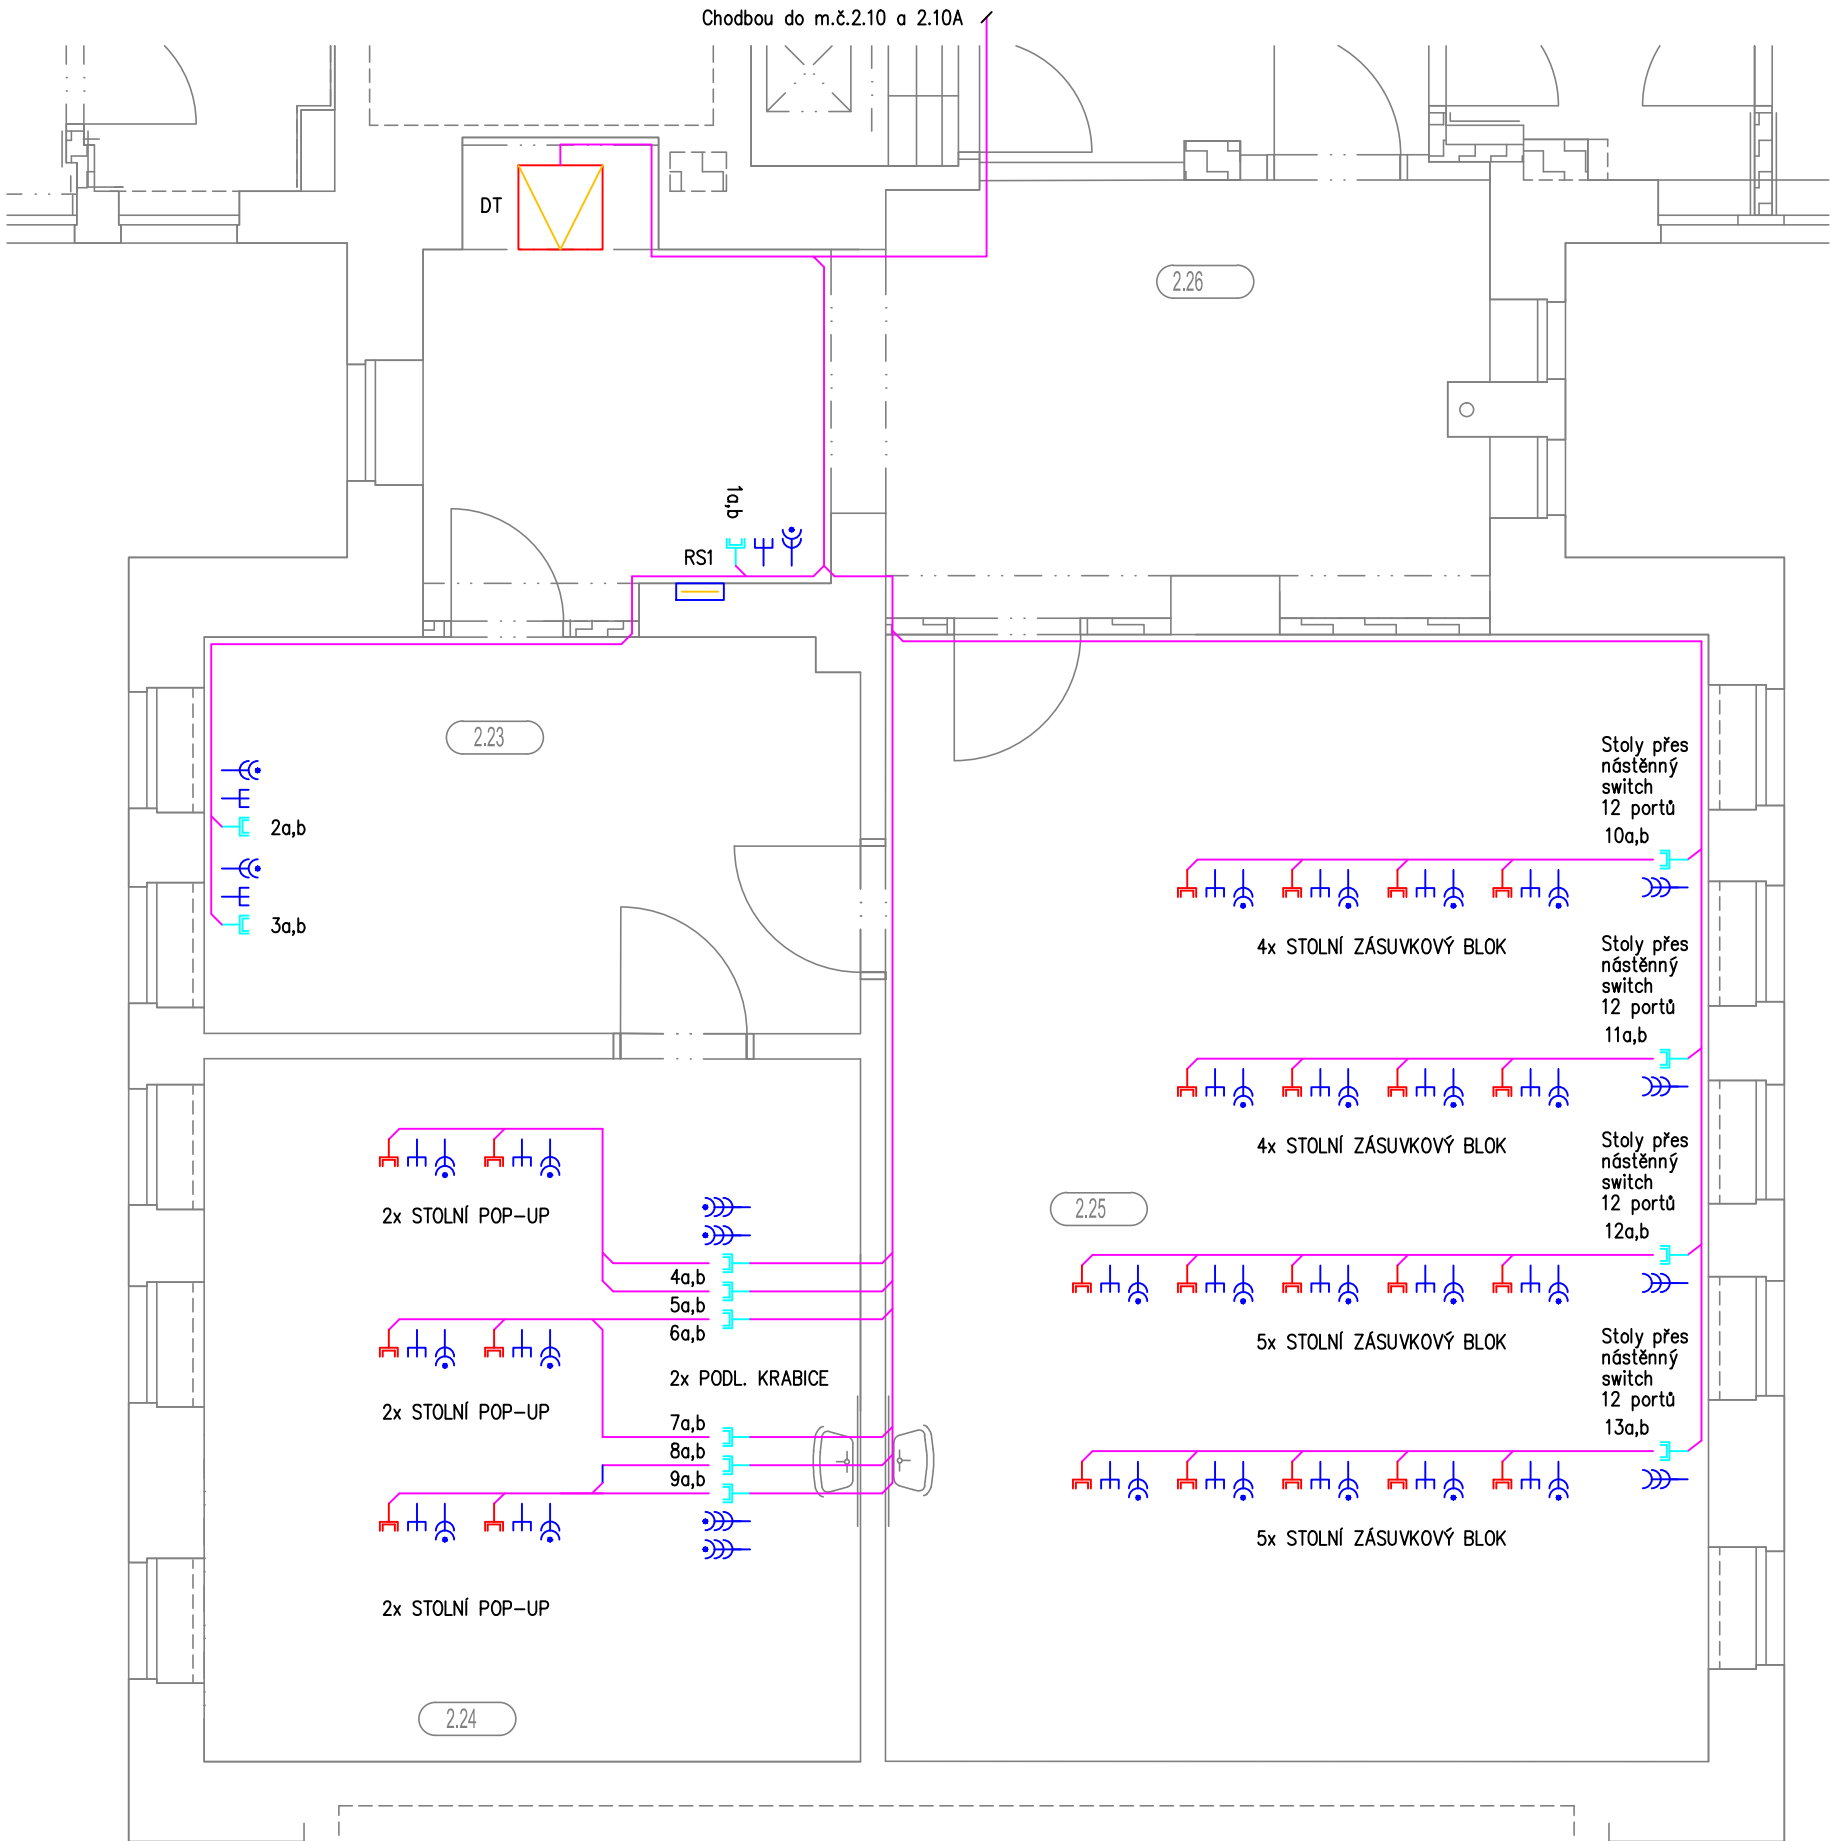 Chodbou do m.č.2.10 a 2.10A
DT
2.26
1a,b
RS1
2.23
2a,b
3a,b
Stoly přes
nástěnný
switch
12 portů
10a,b
4x STOLNÍ ZÁSUVKOVÝ BLOK
Stoly přes
nástěnný
switch
12 portů
11a,b
4x STOLNÍ ZÁSUVKOVÝ BLOK
Stoly přes
nástěnný
switch
12 portů
12a,b
2.25
5x STOLNÍ ZÁSUVKOVÝ BLOK
Stoly přes
nástěnný
switch
12 portů
13a,b
5x STOLNÍ ZÁSUVKOVÝ BLOK
2x STOLNÍ POP-UP
4a,b
5a,b
6a,b
2x PODL. KRABICE
2x STOLNÍ POP-UP
7a,b
8a,b
9a,b
2x STOLNÍ POP-UP
2.24